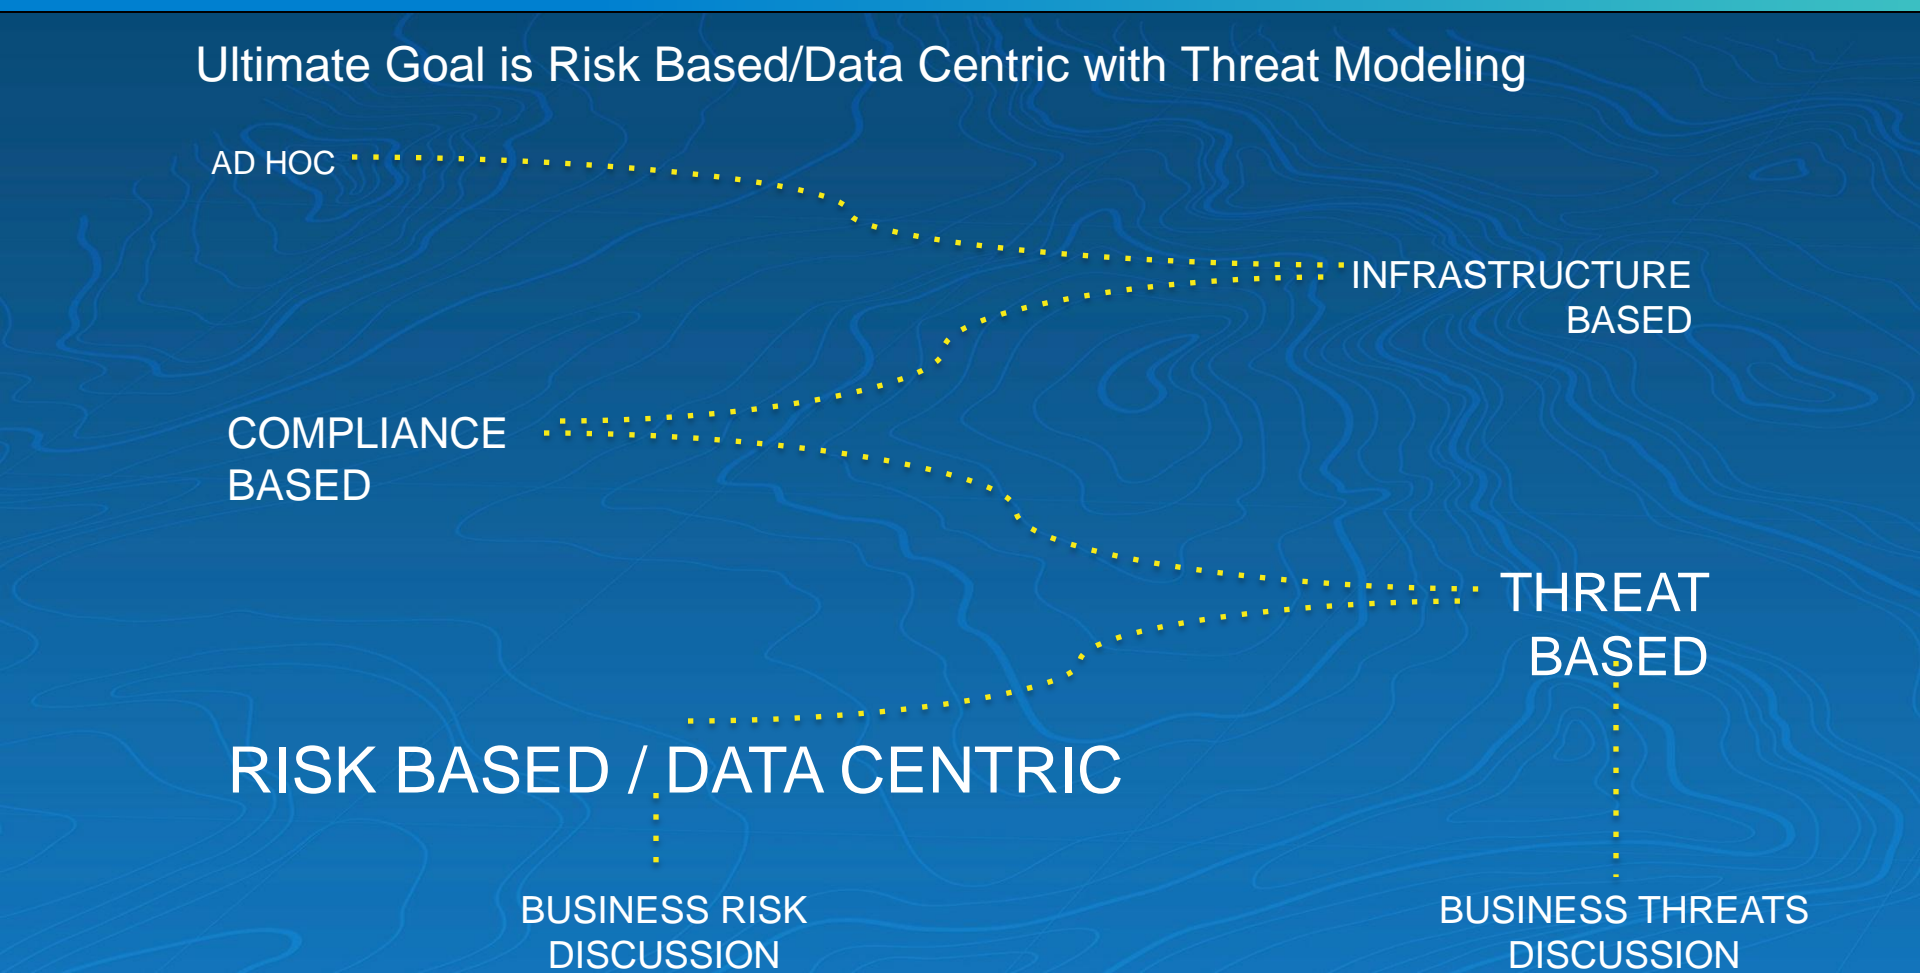 Ultimate Goal is Risk Based/Data Centric with Threat Modeling
AD HOC
INFRASTRUCTURE
BASED
COMPLIANCE
BASED
THREAT
BASED
RISK BASED / DATA CENTRIC
BUSINESS RISK
DISCUSSION
BUSINESS THREATS
DISCUSSION